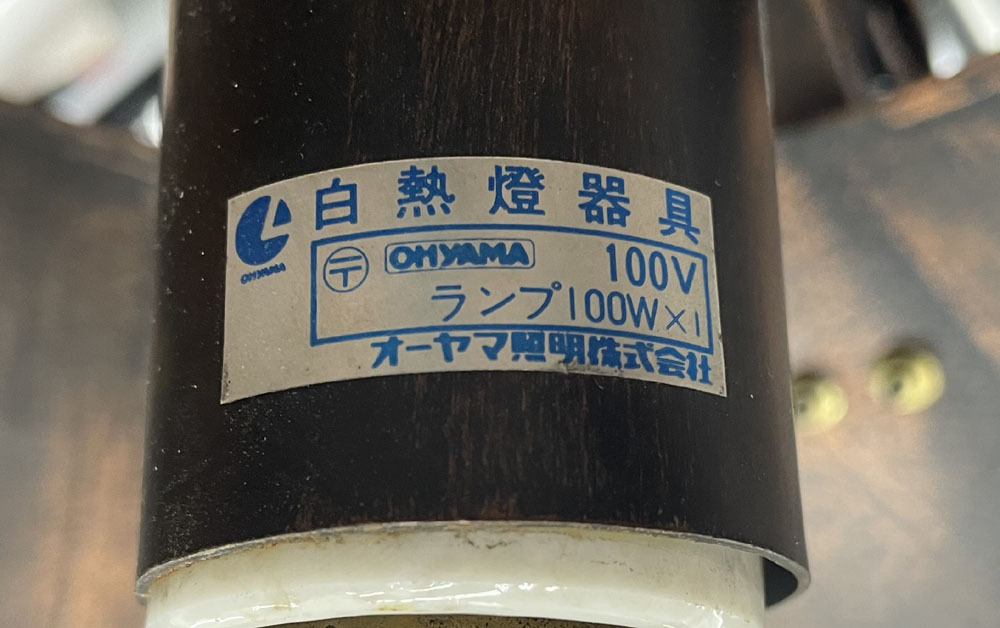 白熱燈器具
OHYAMA
〒 OHYAMA 100V
ランプ100W×1
オーヤマ照明株式会社